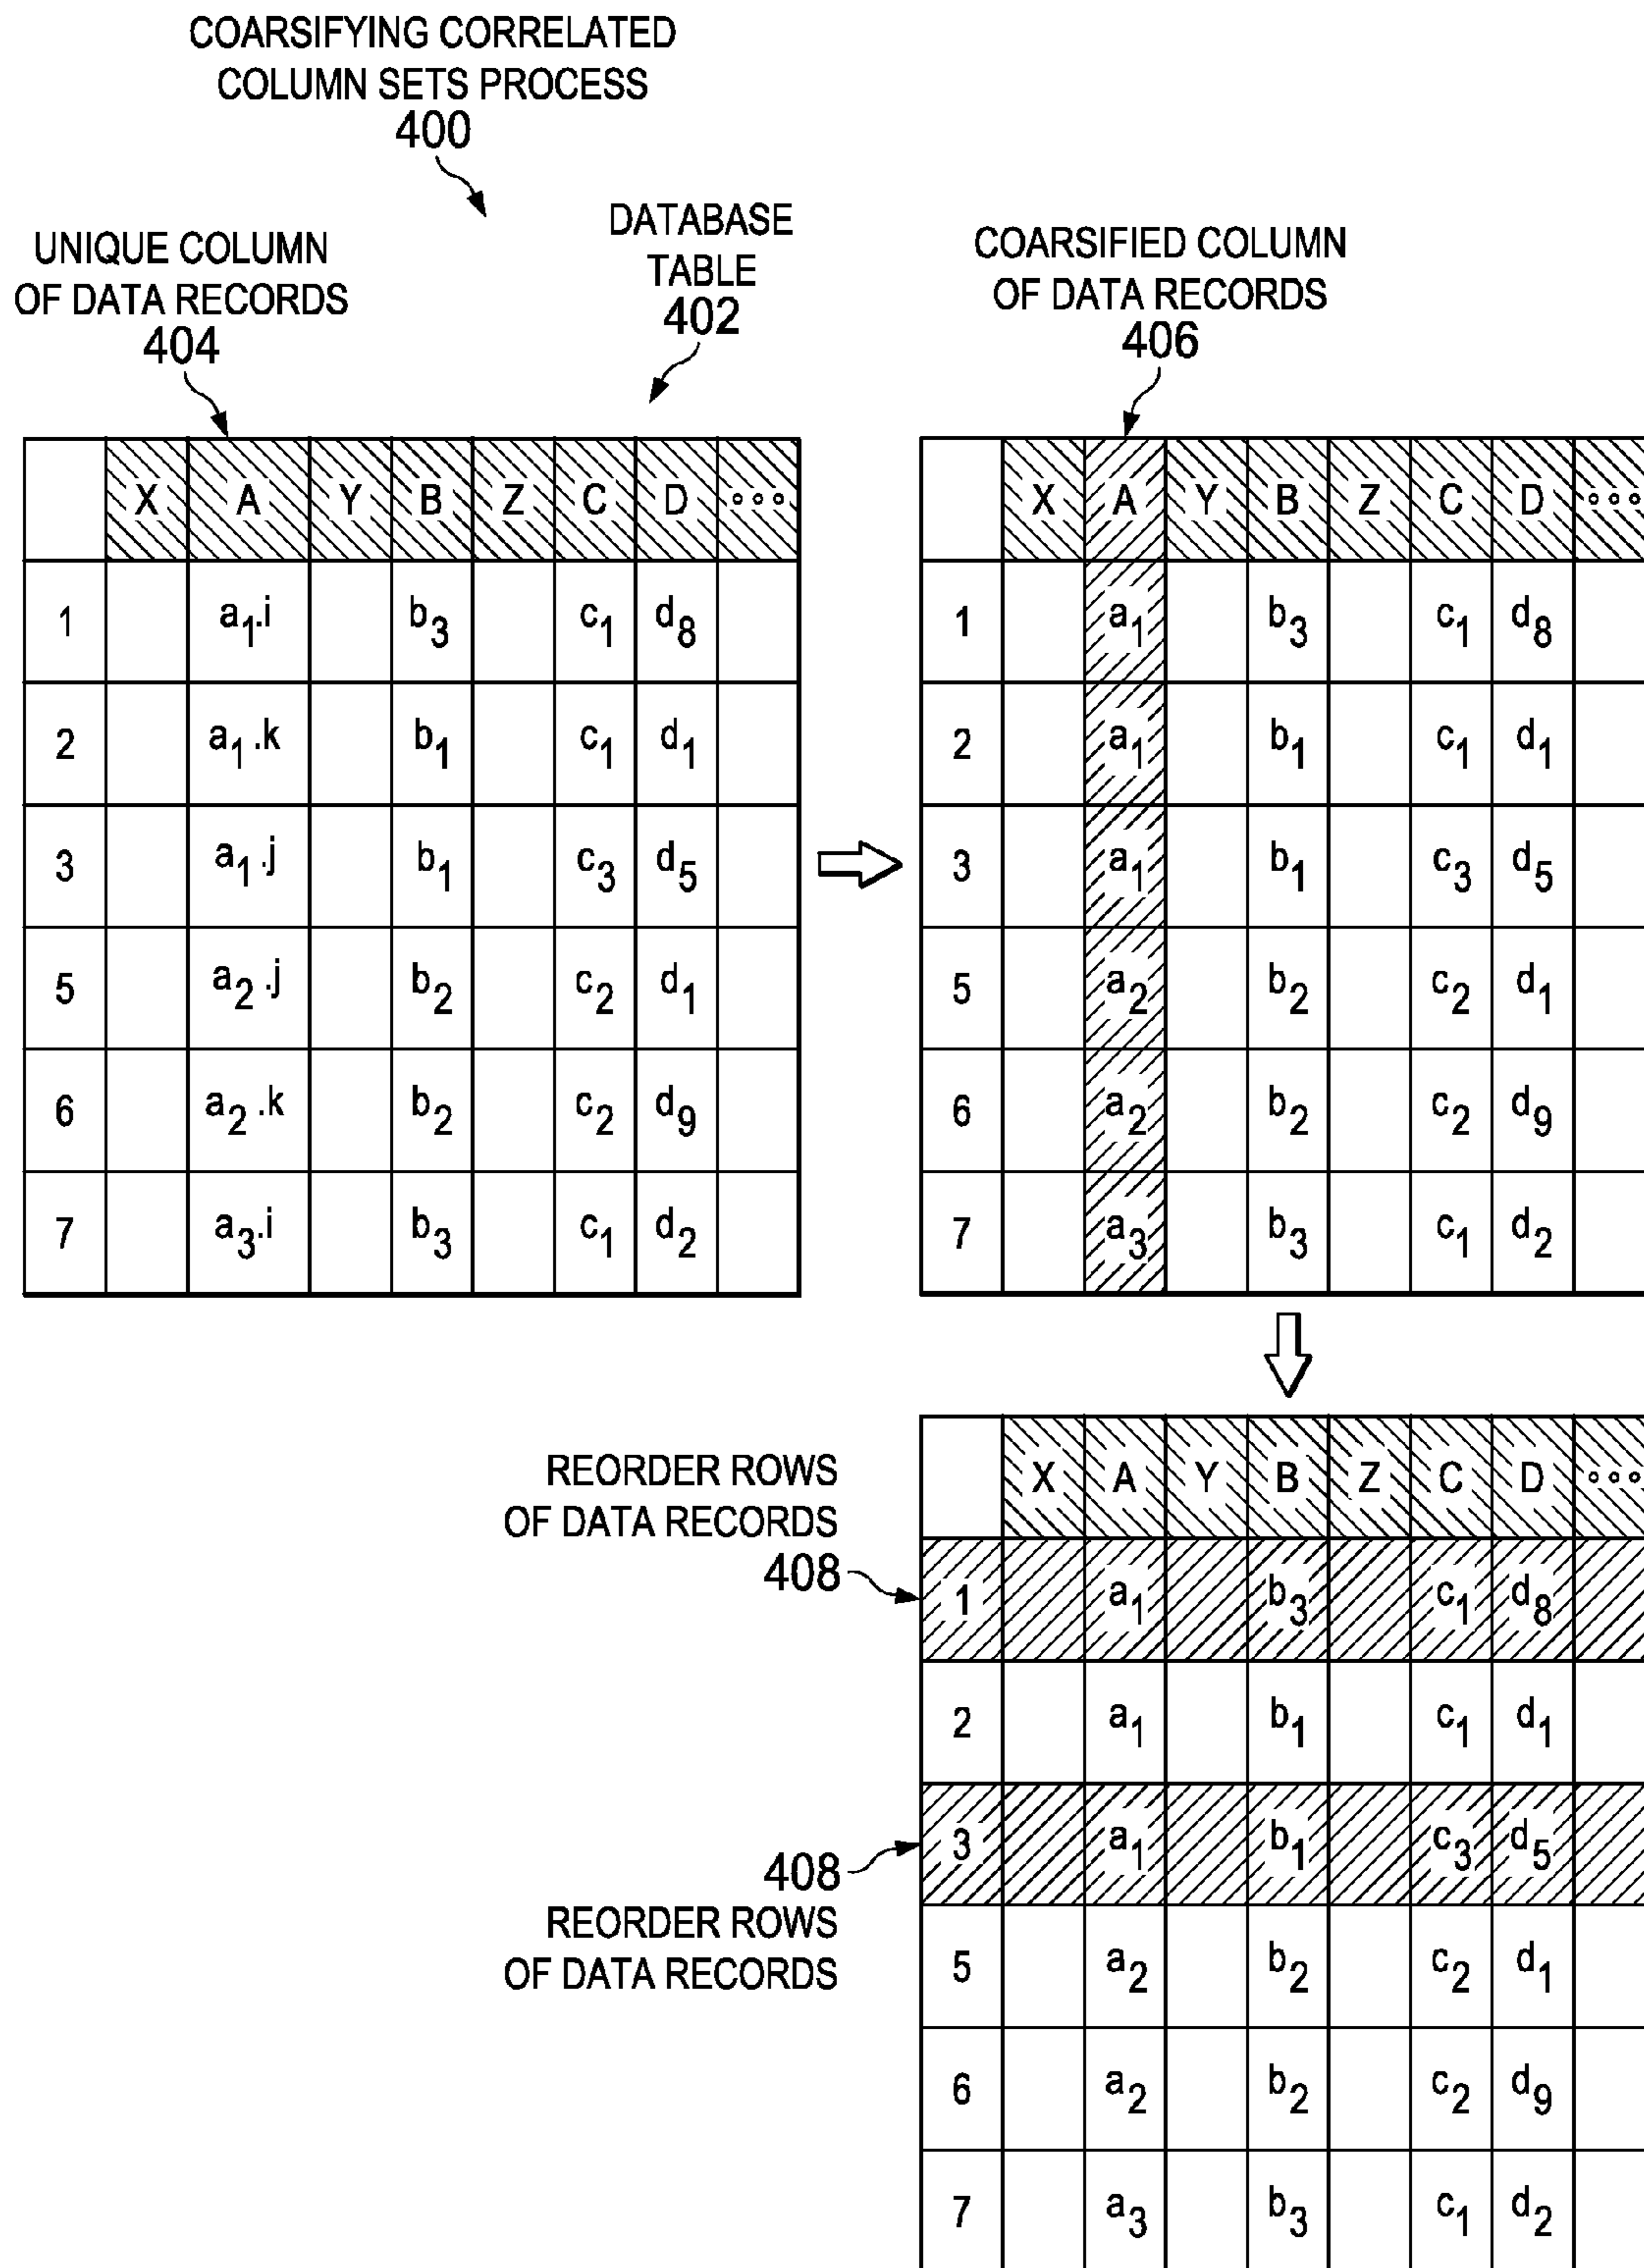 COARSIFYING CORRELATED
COLUMN SETS PROCESS
400
UNIQUE COLUMN
OF DATA RECORDS
404
DATABASE
TABLE
402
COARSIFIED COLUMN
OF DATA RECORDS
406
X A Y B Z C D ∘∘∘
1 a₁.i b₃ c₁ d₈
2 a₁.k b₁ c₁ d₁
3 a₁.j b₁ c₃ d₅
5 a₂.j b₂ c₂ d₁
6 a₂.k b₂ c₂ d₉
7 a₃.i b₃ c₁ d₂
X A Y B Z C D ∘∘∘
1 a₁ b₃ c₁ d₈
2 a₁ b₁ c₁ d₁
3 a₁ b₁ c₃ d₅
5 a₂ b₂ c₂ d₁
6 a₂ b₂ c₂ d₉
7 a₃ b₃ c₁ d₂
REORDER ROWS
OF DATA RECORDS
408
408
REORDER ROWS
OF DATA RECORDS
X A Y B Z C D ∘∘∘
1 a₁ b₃ c₁ d₈
2 a₁ b₁ c₁ d₁
3 a₁ b₁ c₃ d₅
5 a₂ b₂ c₂ d₁
6 a₂ b₂ c₂ d₉
7 a₃ b₃ c₁ d₂